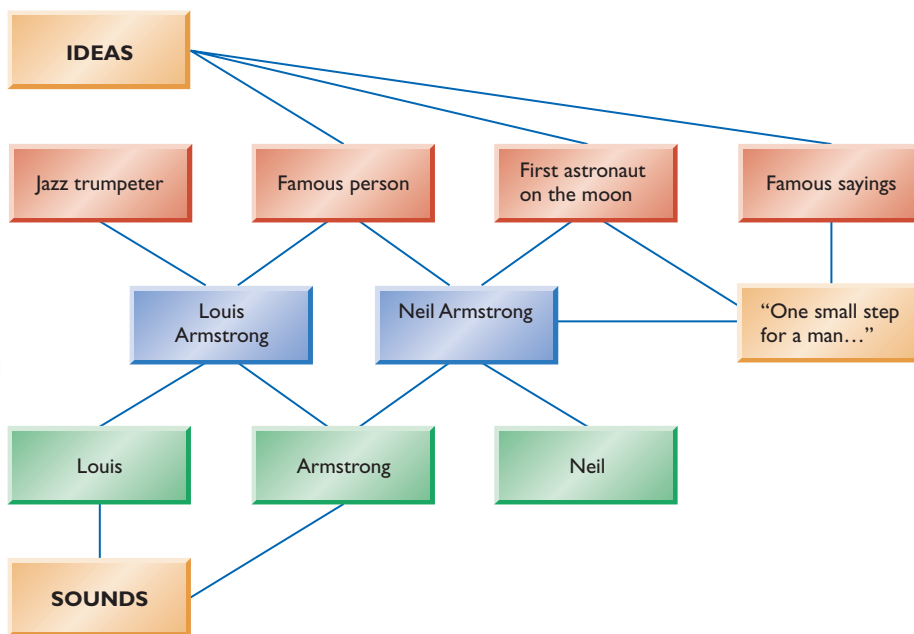 IDEAS
Jazz trumpeter
Famous person
First astronaut
on the moon
Famous sayings
Louis
Armstrong
Neil Armstrong
“One small step
for a man…”
Louis
Armstrong
Neil
SOUNDS